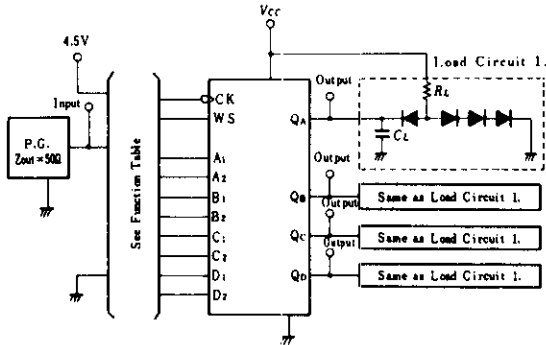 Vcc
4.5V
Load Circuit 1.
Input
Output
RL
CK
WS
QA
CL
P.G.
Zout = 50Ω
See Function Table
A1
A2
B1
B2
C1
C2
D1
D2
Output
QB
Same as Load Circuit 1.
Output
QC
Same as Load Circuit 1.
Output
QD
Same as Load Circuit 1.